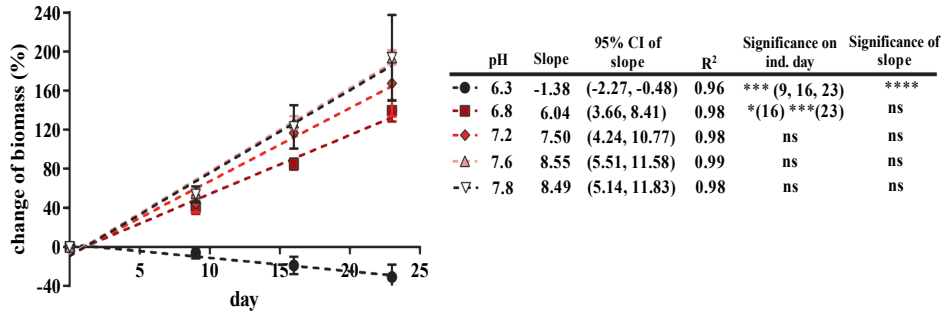 240
200
160
120
80
40
0
-40
5
10
15
20
25
change of biomass (%)
day
95% CI of Significance on Significance of
pH Slope slope R² ind. day slope
6.3 -1.38 (-2.27, -0.48) 0.96 *** (9, 16, 23) ****
6.8 6.04 (3.66, 8.41) 0.98 *(16) ***(23) ns
7.2 7.50 (4.24, 10.77) 0.98 ns ns
7.6 8.55 (5.51, 11.58) 0.99 ns ns
7.8 8.49 (5.14, 11.83) 0.98 ns ns